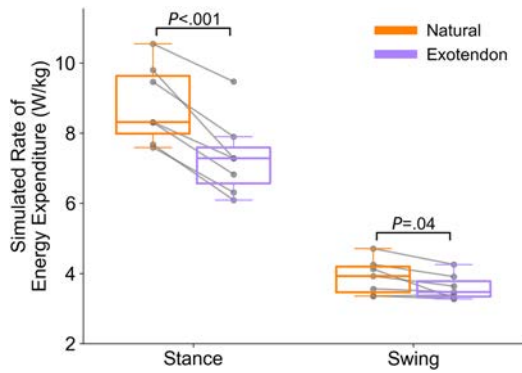 P<.001
Natural
Exotendon
10
8
6
4
2
Simulated Rate of
Energy Expenditure (W/kg)
P=.04
Stance
Swing